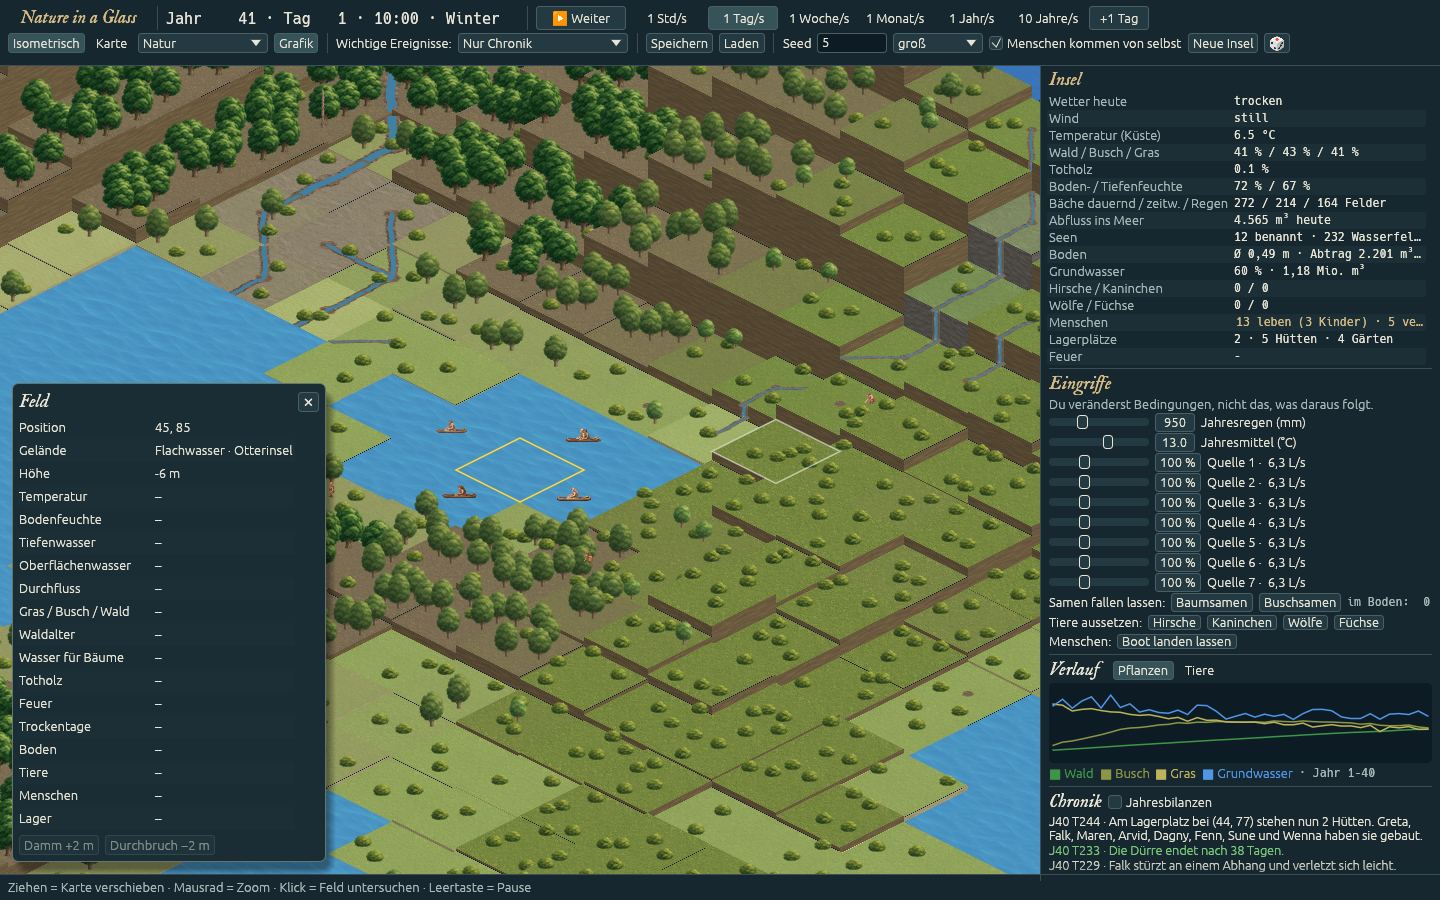 Nature in a Glass
Jahr 41 · Tag 1 · 10:00 · Winter
Weiter
1 Std/s
1 Tag/s
1 Woche/s
1 Monat/s
1 Jahr/s
10 Jahre/s
+1 Tag
Isometrisch
Karte
Natur
Grafik
Wichtige Ereignisse:
Nur Chronik
Speichern
Laden
Seed
5
groß
Menschen kommen von selbst
Neue Insel
Insel
Wetter heute trocken
Wind still
Temperatur (Küste) 6.5 °C
Wald / Busch / Gras 41 % / 43 % / 41 %
Totholz 0.1 %
Boden- / Tiefenfeuchte 72 % / 67 %
Bäche dauernd / zeitw. / Regen 272 / 214 / 164 Felder
Abfluss ins Meer 4.565 m³ heute
Seen 12 benannt · 232 Wasserfel…
Boden Ø 0,49 m · Abtrag 2.201 m³…
Grundwasser 60 % · 1,18 Mio. m³
Hirsche / Kaninchen 0 / 0
Wölfe / Füchse 0 / 0
Menschen 13 leben (3 Kinder) · 5 ve…
Lagerplätze 2 · 5 Hütten · 4 Gärten
Feuer -
Eingriffe
Du veränderst Bedingungen, nicht das, was daraus folgt.
950 Jahresregen (mm)
13.0 Jahresmittel (°C)
100 % Quelle 1 · 6,3 L/s
100 % Quelle 2 · 6,3 L/s
100 % Quelle 3 · 6,3 L/s
100 % Quelle 4 · 6,3 L/s
100 % Quelle 5 · 6,3 L/s
100 % Quelle 6 · 6,3 L/s
100 % Quelle 7 · 6,3 L/s
Samen fallen lassen: Baumsamen Buschsamen im Boden: 0
Tiere aussetzen: Hirsche Kaninchen Wölfe Füchse
Menschen: Boot landen lassen
Verlauf Pflanzen Tiere
Wald Busch Gras Grundwasser · Jahr 1-40
Chronik Jahresbilanzen
J40 T244 · Am Lagerplatz bei (44, 77) stehen nun 2 Hütten. Greta,
Falk, Maren, Arvid, Dagny, Fenn, Sune und Wenna haben sie gebaut.
J40 T233 · Die Dürre endet nach 38 Tagen.
J40 T229 · Falk stürzt an einem Abhang und verletzt sich leicht.
Feld
×
Position 45, 85
Gelände Flachwasser · Otterinsel
Höhe -6 m
Temperatur –
Bodenfeuchte –
Tiefenwasser –
Oberflächenwasser –
Durchfluss –
Gras / Busch / Wald –
Waldalter –
Wasser für Bäume –
Totholz –
Feuer –
Trockentage –
Boden –
Tiere –
Menschen –
Lager –
Damm +2 m
Durchbruch −2 m
Ziehen = Karte verschieben · Mausrad = Zoom · Klick = Feld untersuchen · Leertaste = Pause